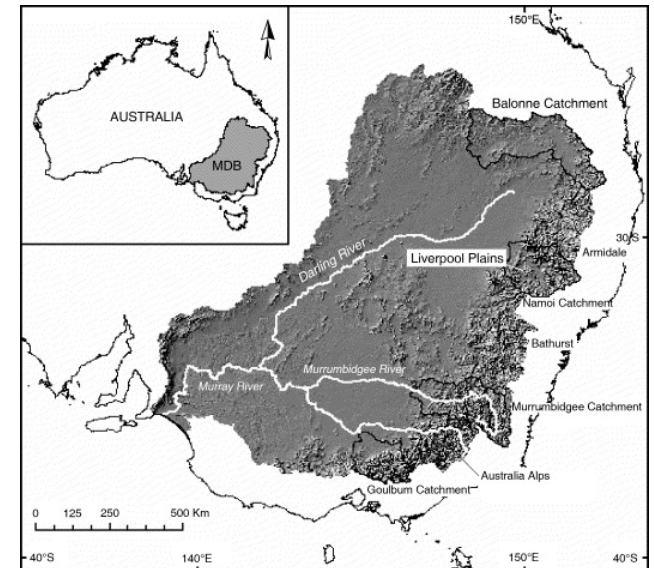 150°E
AUSTRALIA
MDB
Balonne Catchment
30°S
Darling River
Liverpool Plains
Armidale
Namoi Catchment
Bathurst
Murrumbidgee River
Murray River
Murrumbidgee Catchment
Australia Alps
Goulbum Catchment
0 125 250 500 Km
40°S 140°E 150°E 40°S